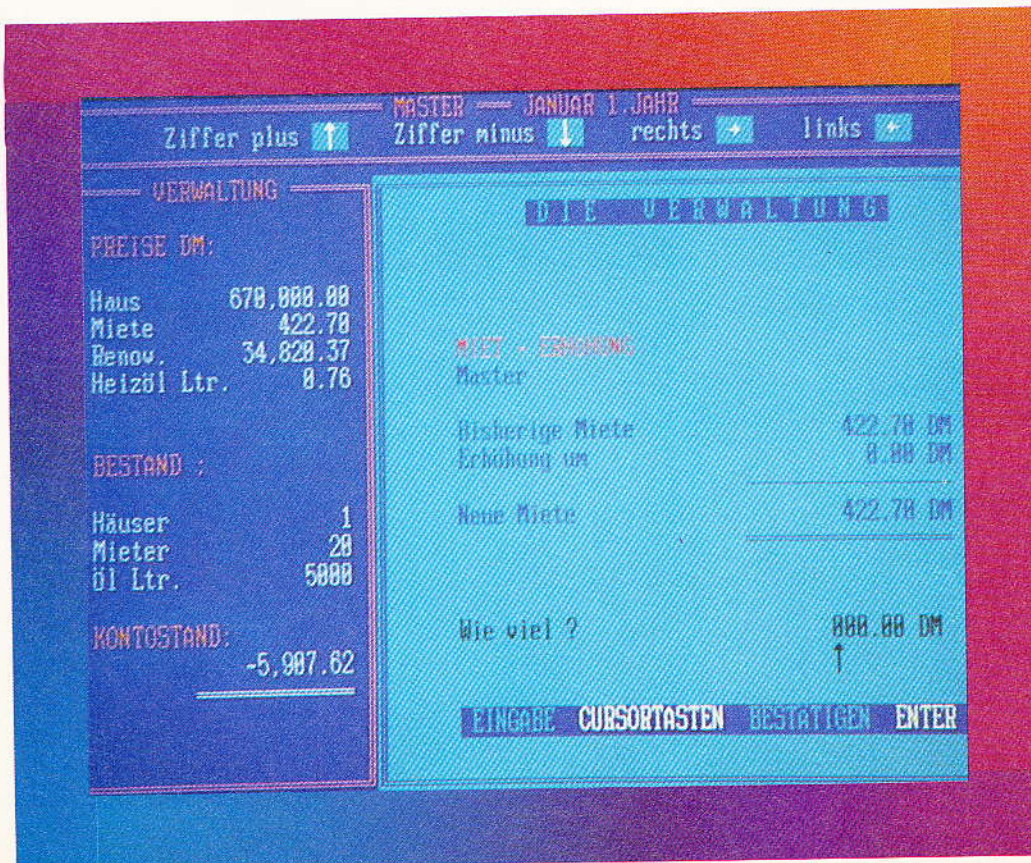 MASTER JANUAR 1.JAHR
Ziffer plus ↑ Ziffer minus ↓ rechts → links ←
VERWALTUNG
PREISE DM:
Haus 670,000.00
Miete 422.70
Renov. 34,820.37
Heizöl Ltr. 0.76
BESTAND :
Häuser 1
Mieter 20
öl Ltr. 5000
KONTOSTAND:
-5,907.62
DIE VERWALTUNG
MIET - ERHÖHUNG
Master
Bisherige Miete 422.70 DM
Erhöhung um 0.00 DM
Neue Miete 422.70 DM
Wie viel ? 000.00 DM
↑
EINGABE CURSORTASTEN BESTÄTIGEN ENTER